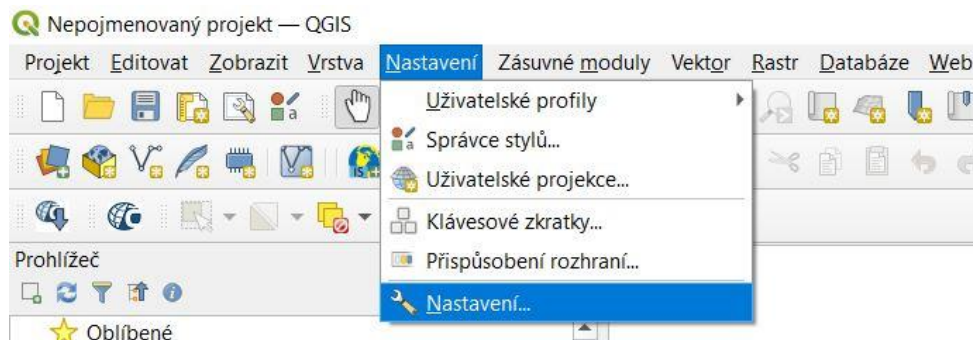 Nepojmenovaný projekt — QGIS
Projekt Editovat Zobrazit Vrstva Nastavení Zásuvné moduly Vektor Rastr Databáze Web
Uživatelské profily
Správce stylů...
Uživatelské projekce...
Klávesové zkratky...
Přispůsobení rozhraní...
Nastavení...
Prohlížeč
Oblíbené